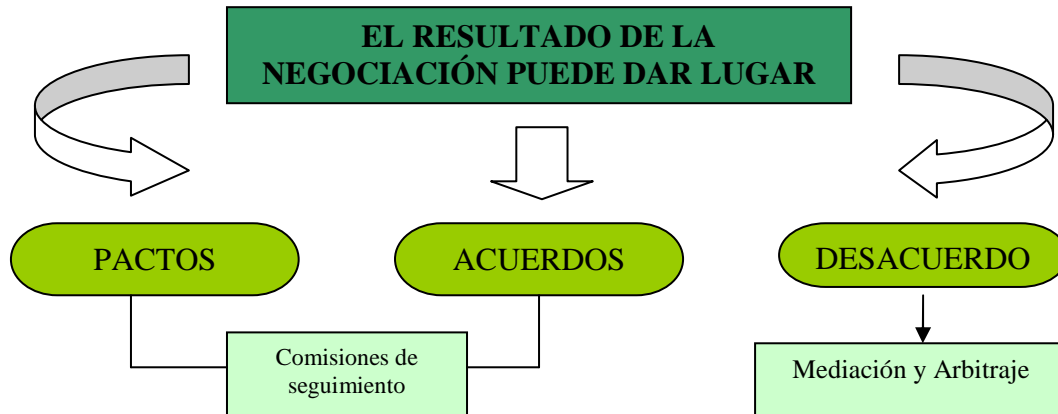 EL RESULTADO DE LA
NEGOCIACIÓN PUEDE DAR LUGAR
PACTOS
ACUERDOS
DESACUERDO
Comisiones de
seguimiento
Mediación y Arbitraje